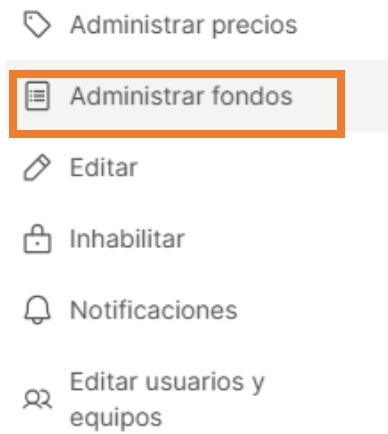 Administrar precios
Administrar fondos
Editar
Inhabilitar
Notificaciones
Editar usuarios y
equipos